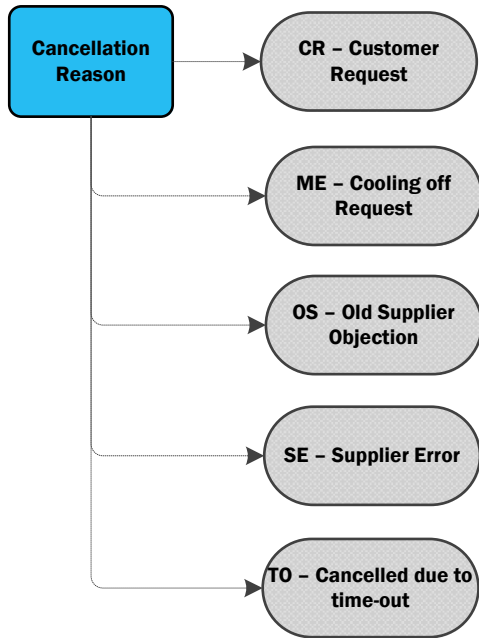 Cancellation
Reason
CR – Customer
Request
ME – Cooling off
Request
OS – Old Supplier
Objection
SE – Supplier Error
TO – Cancelled due to
time-out